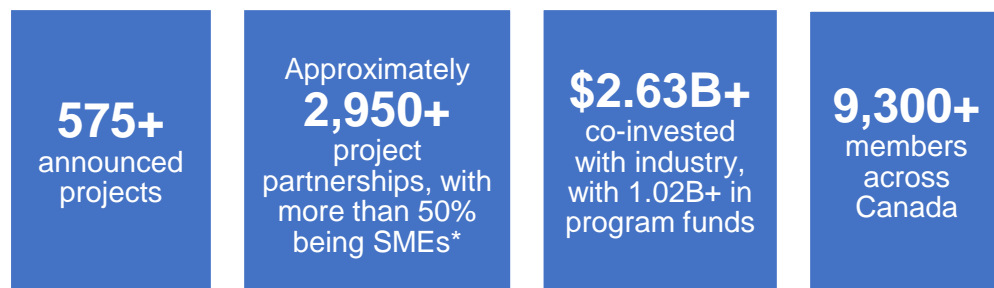 575+
announced
projects
Approximately
2,950+
project
partnerships, with
more than 50%
being SMEs*
$2.63B+
co-invested
with industry,
with 1.02B+ in
program funds
9,300+
members
across
Canada